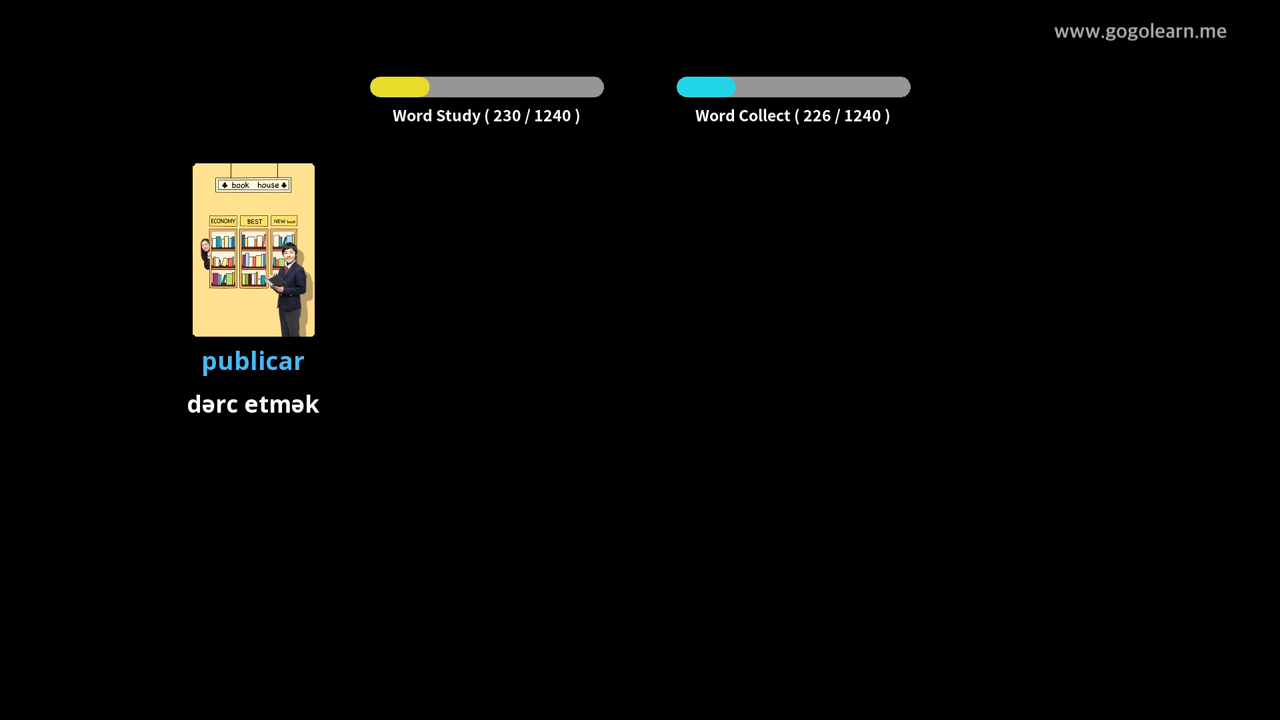 www.gogolearn.me
Word Study ( 230 / 1240 )
Word Collect ( 226 / 1240 )
book house
ECONOMY
BEST
NEW book
publicar
dərc etmək